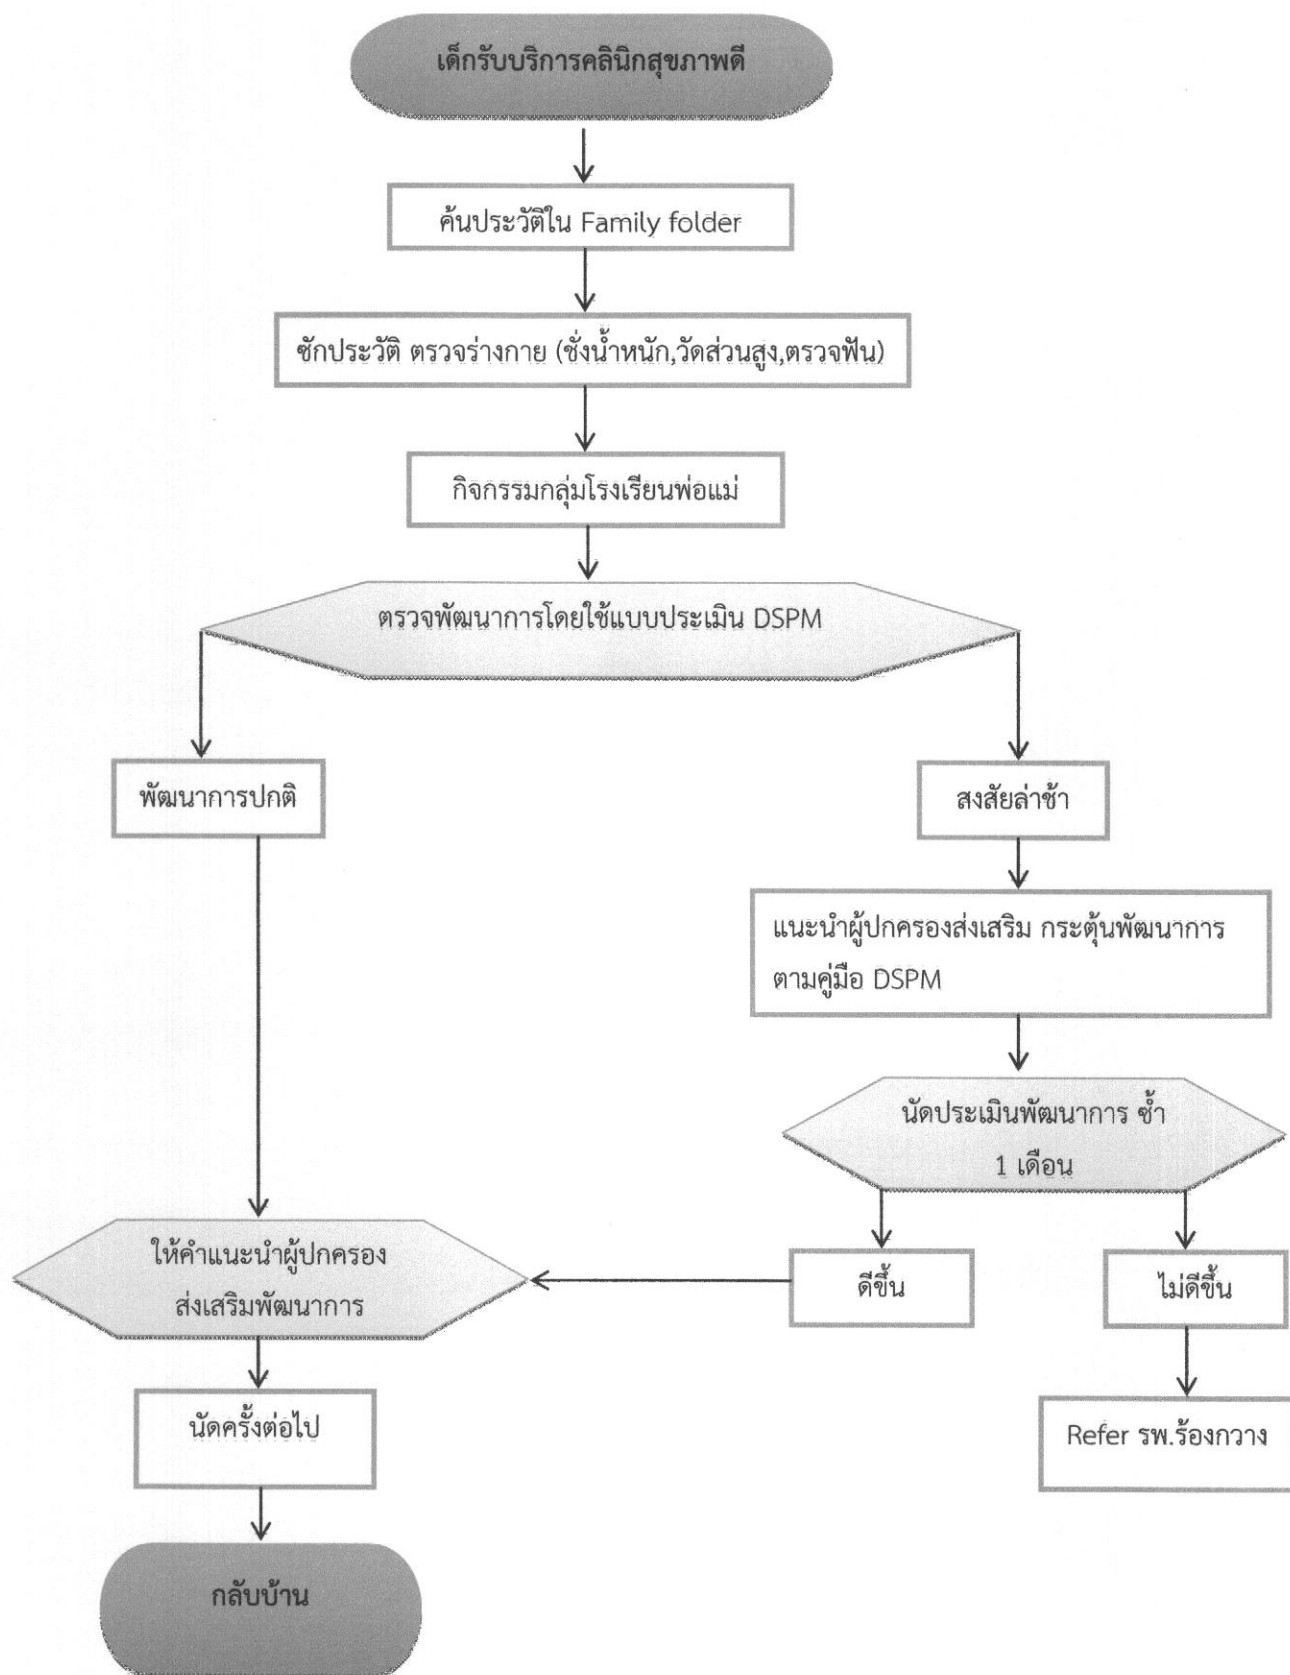 เด็กรับบริการคลินิกสุขภาพดี
ค้นประวัติใน Family folder
ซักประวัติ ตรวจร่างกาย (ชั่งน้ำหนัก,วัดส่วนสูง,ตรวจฟัน)
กิจกรรมกลุ่มโรงเรียนพ่อแม่
ตรวจพัฒนาการโดยใช้แบบประเมิน DSPM
พัฒนาการปกติ
สงสัยล่าช้า
แนะนำผู้ปกครองส่งเสริม กระตุ้นพัฒนาการ
ตามคู่มือ DSPM
นัดประเมินพัฒนาการ ซ้ำ
1 เดือน
ให้คำแนะนำผู้ปกครอง
ส่งเสริมพัฒนาการ
ดีขึ้น
ไม่ดีขึ้น
นัดครั้งต่อไป
Refer รพ.ร้องกวาง
กลับบ้าน